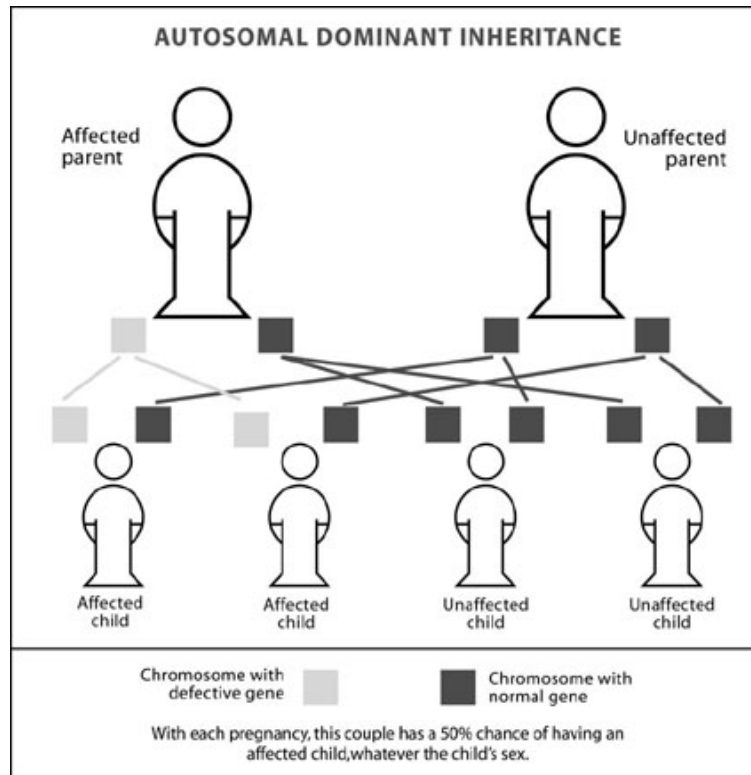 AUTOSOMAL DOMINANT INHERITANCE
Affected
parent
Unaffected
parent
Affected
child
Affected
child
Unaffected
child
Unaffected
child
Chromosome with
defective gene
Chromosome with
normal gene
With each pregnancy, this couple has a 50% chance of having an
affected child,whatever the child's sex.